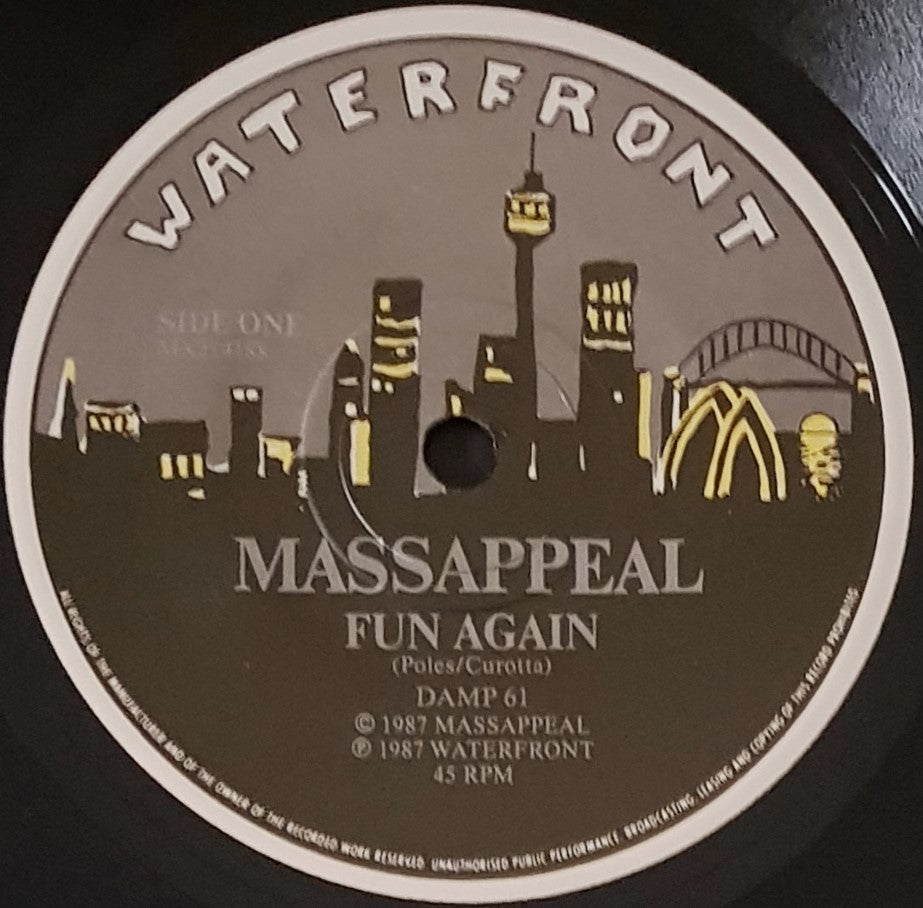 WATERFRONT
SIDE ONE
MASSAPPEAL
FUN AGAIN
(Poles/Curotta)
DAMP 61
© 1987 MASSAPPEAL
℗ 1987 WATERFRONT
45 RPM
ALL RIGHTS OF THE MANUFACTURER AND OF THE OWNER OF THE RECORDED WORK RESERVED. UNAUTHORISED PUBLIC PERFORMANCE. BROADCASTING. LEASING AND COPYING OF THIS RECORD PROHIBITED